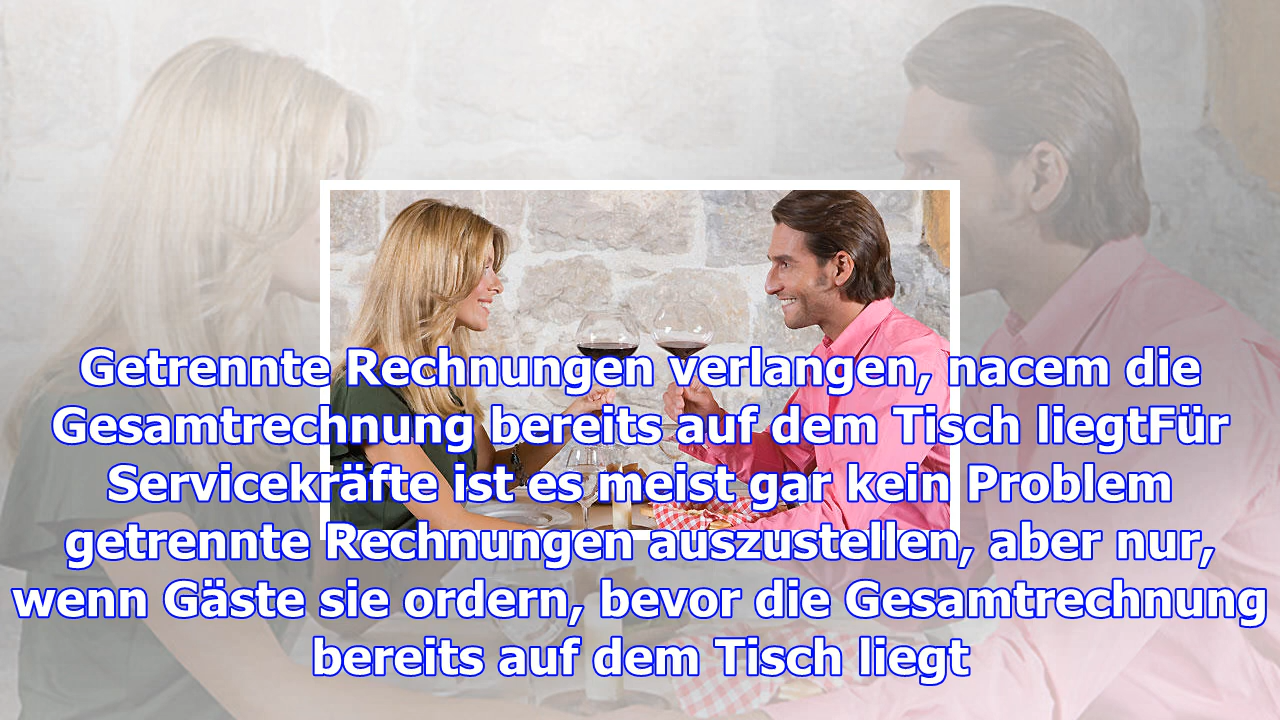 Getrennte Rechnungen verlangen, nacem die
Gesamtrechnung bereits auf dem Tisch liegtFür
Servicekräfte ist es meist gar kein Problem
getrennte Rechnungen auszustellen, aber nur,
wenn Gäste sie ordern, bevor die Gesamtrechnung
bereits auf dem Tisch liegt